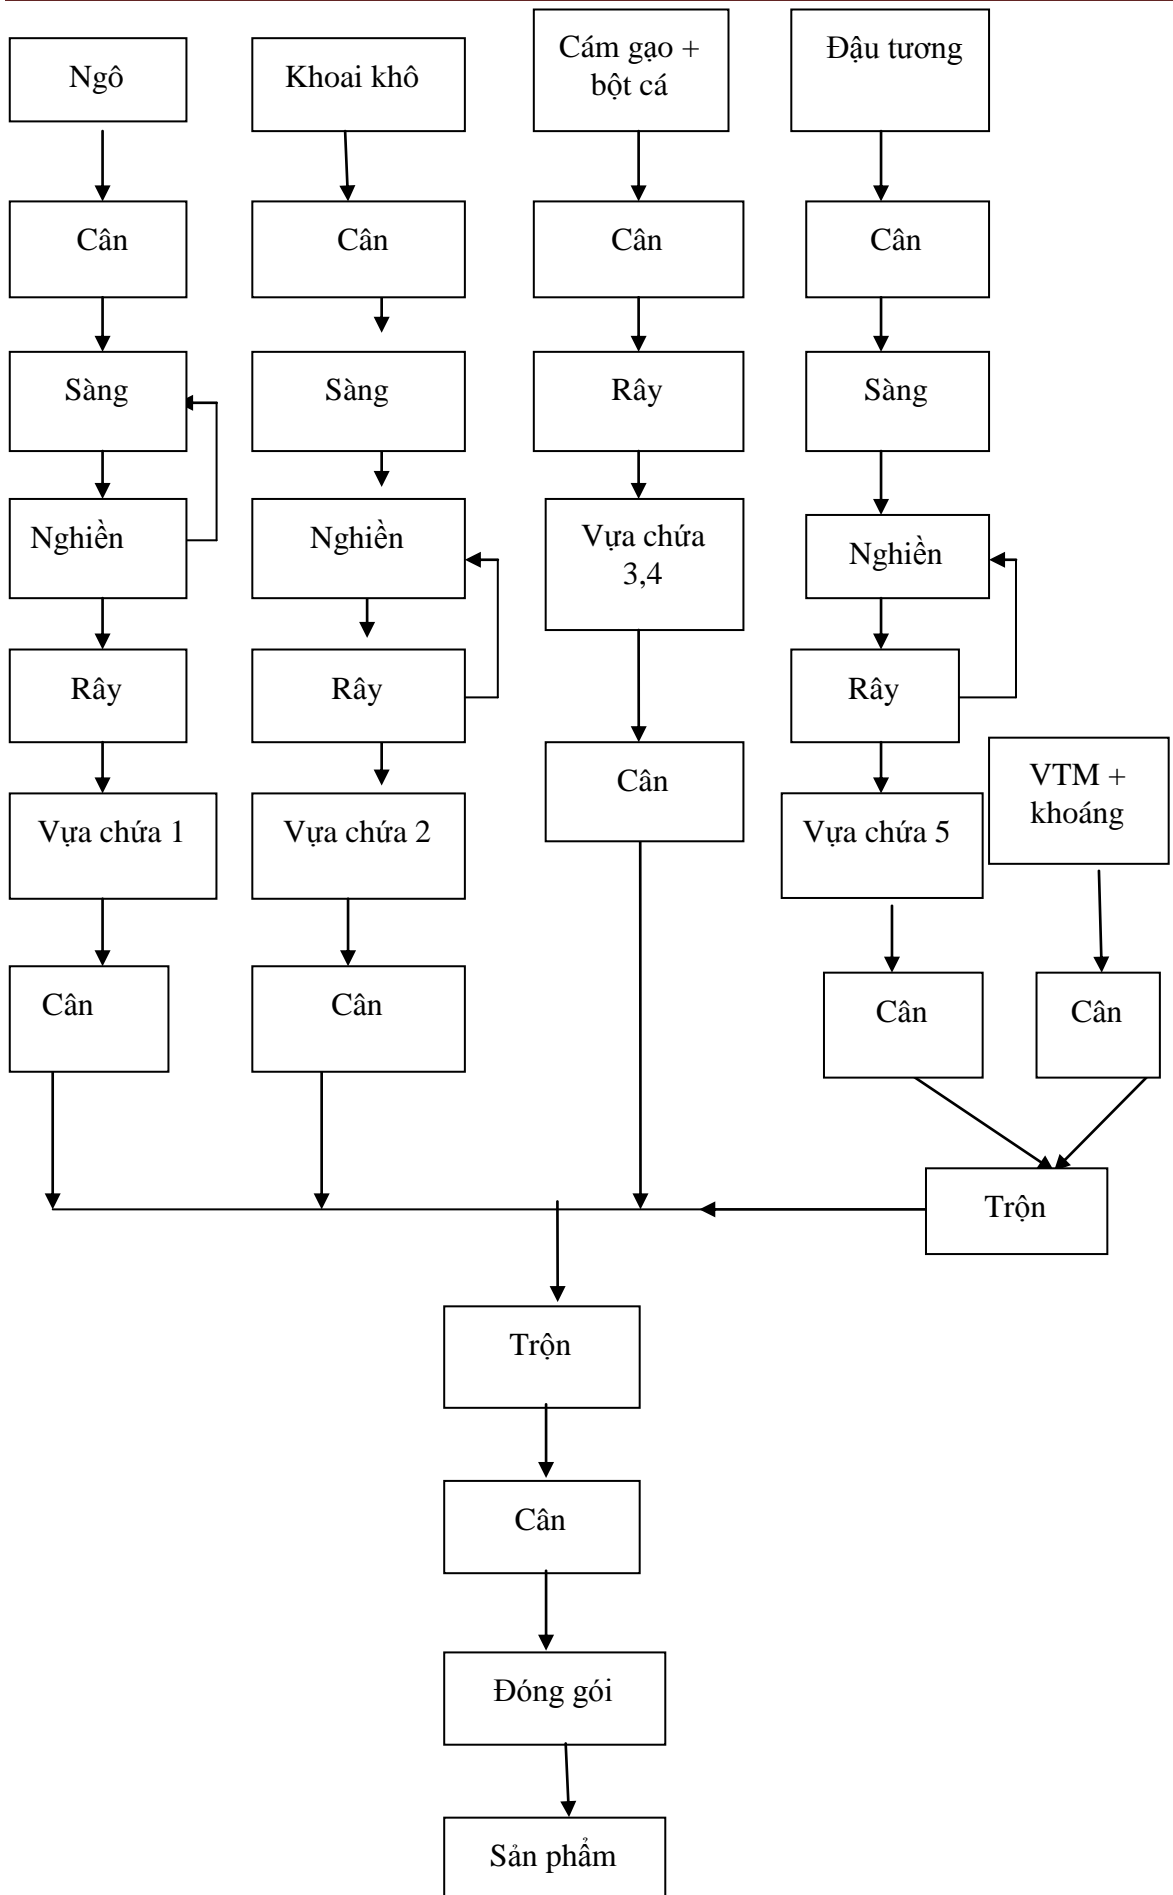 Ngô
Khoai khô
Cám gạo +
bột cá
Đậu tương
Cân
Cân
Cân
Cân
Sàng
Sàng
Rây
Sàng
Nghiền
Nghiền
Vựa chứa
3,4
Nghiền
Rây
Rây
Cân
Rây
VTM +
khoáng
Vựa chứa 1
Vựa chứa 2
Vựa chứa 5
Cân
Cân
Cân
Cân
Trộn
Trộn
Cân
Đóng gói
Sản phẩm